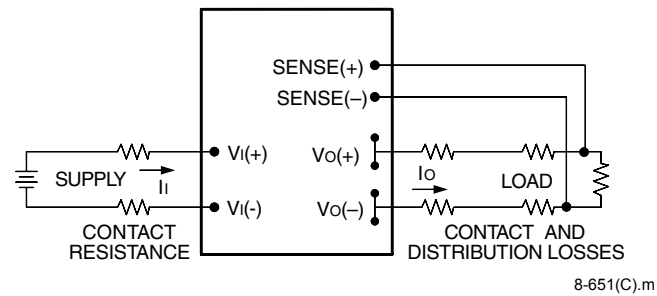 SENSE(+)
SENSE(–)
VI(+)
VO(+)
IO
SUPPLY
II
LOAD
VI(-)
VO(–)
CONTACT
RESISTANCE
CONTACT AND
DISTRIBUTION LOSSES
8-651(C).m